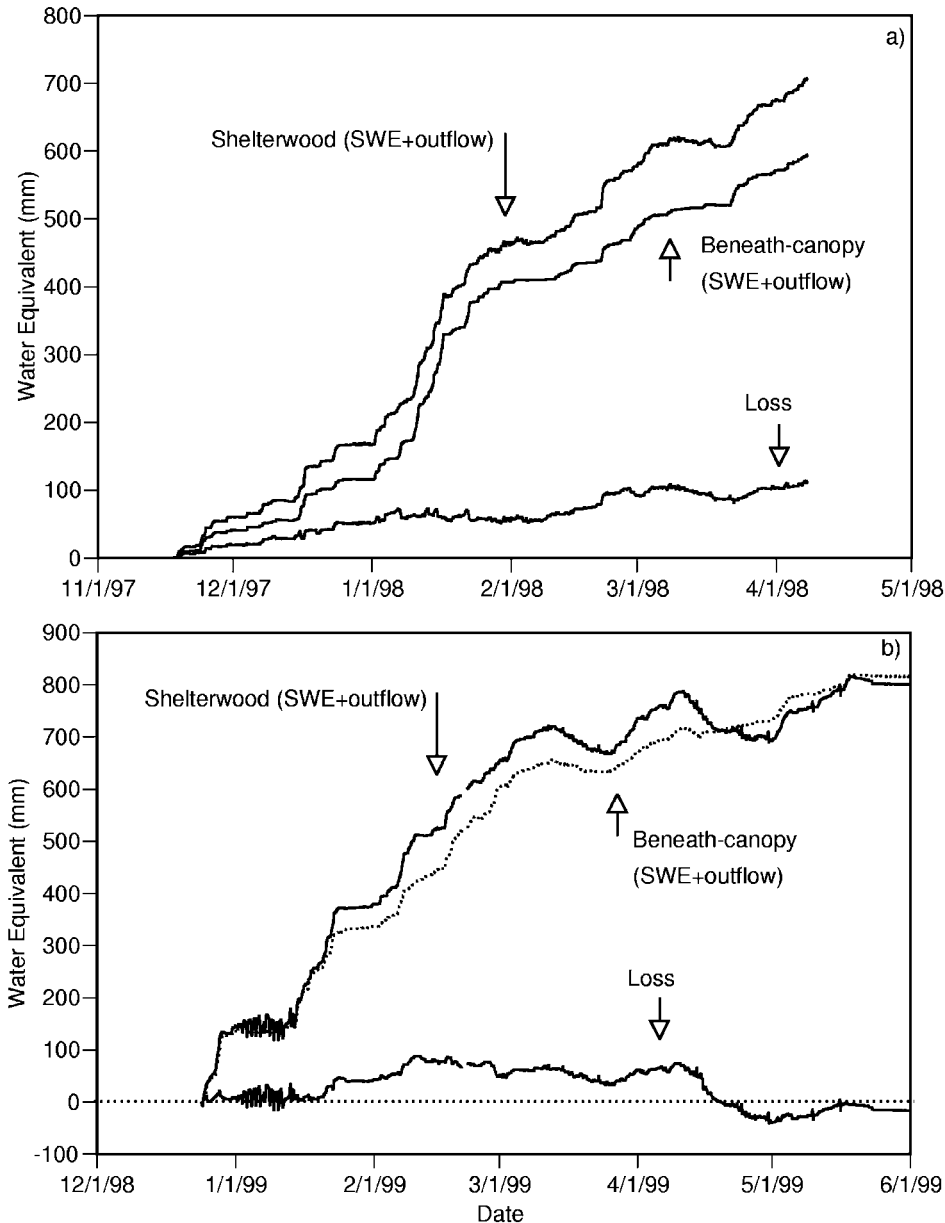 a)
800
700
600
500
400
300
200
100
0
Water Equivalent (mm)
Shelterwood (SWE+outflow)
Beneath-canopy
(SWE+outflow)
Loss
11/1/97
12/1/97
1/1/98
2/1/98
3/1/98
4/1/98
5/1/98
b)
900
800
700
600
500
400
300
200
100
0
-100
Water Equivalent (mm)
Shelterwood (SWE+outflow)
Beneath-canopy
(SWE+outflow)
Loss
12/1/98
1/1/99
2/1/99
3/1/99
4/1/99
5/1/99
6/1/99
Date